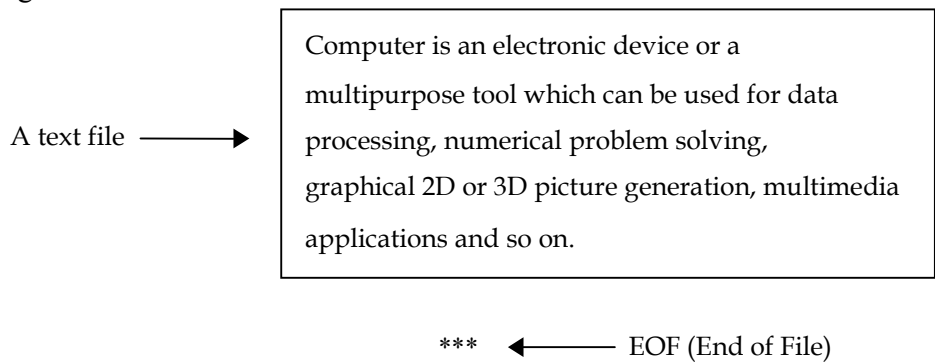 Computer is an electronic device or a
multipurpose tool which can be used for data
A text file
processing, numerical problem solving,
graphical 2D or 3D picture generation, multimedia
applications and so on.
*** EOF (End of File)